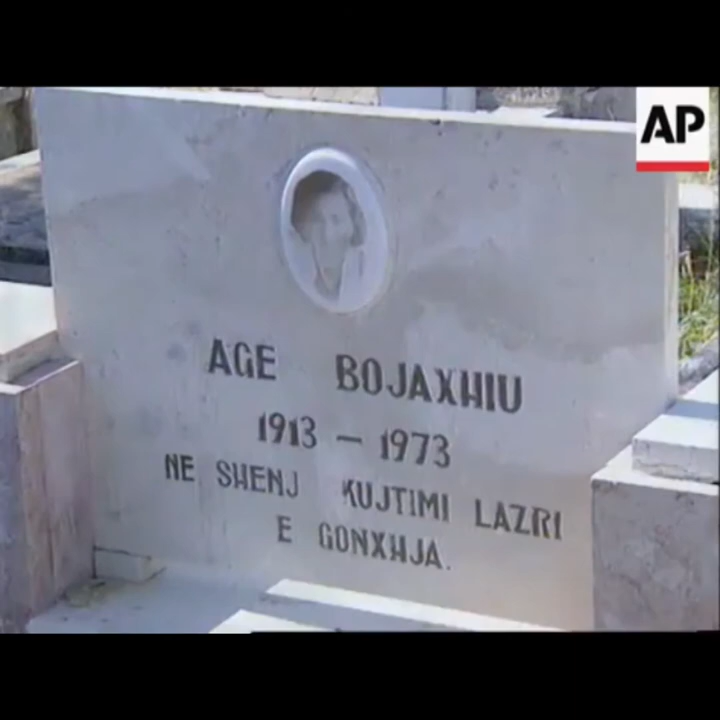 AP
AGE BOJAXHIU
1913 – 1973
NE SHENJ KUJTIMI LAZRI
E GONXHJA.